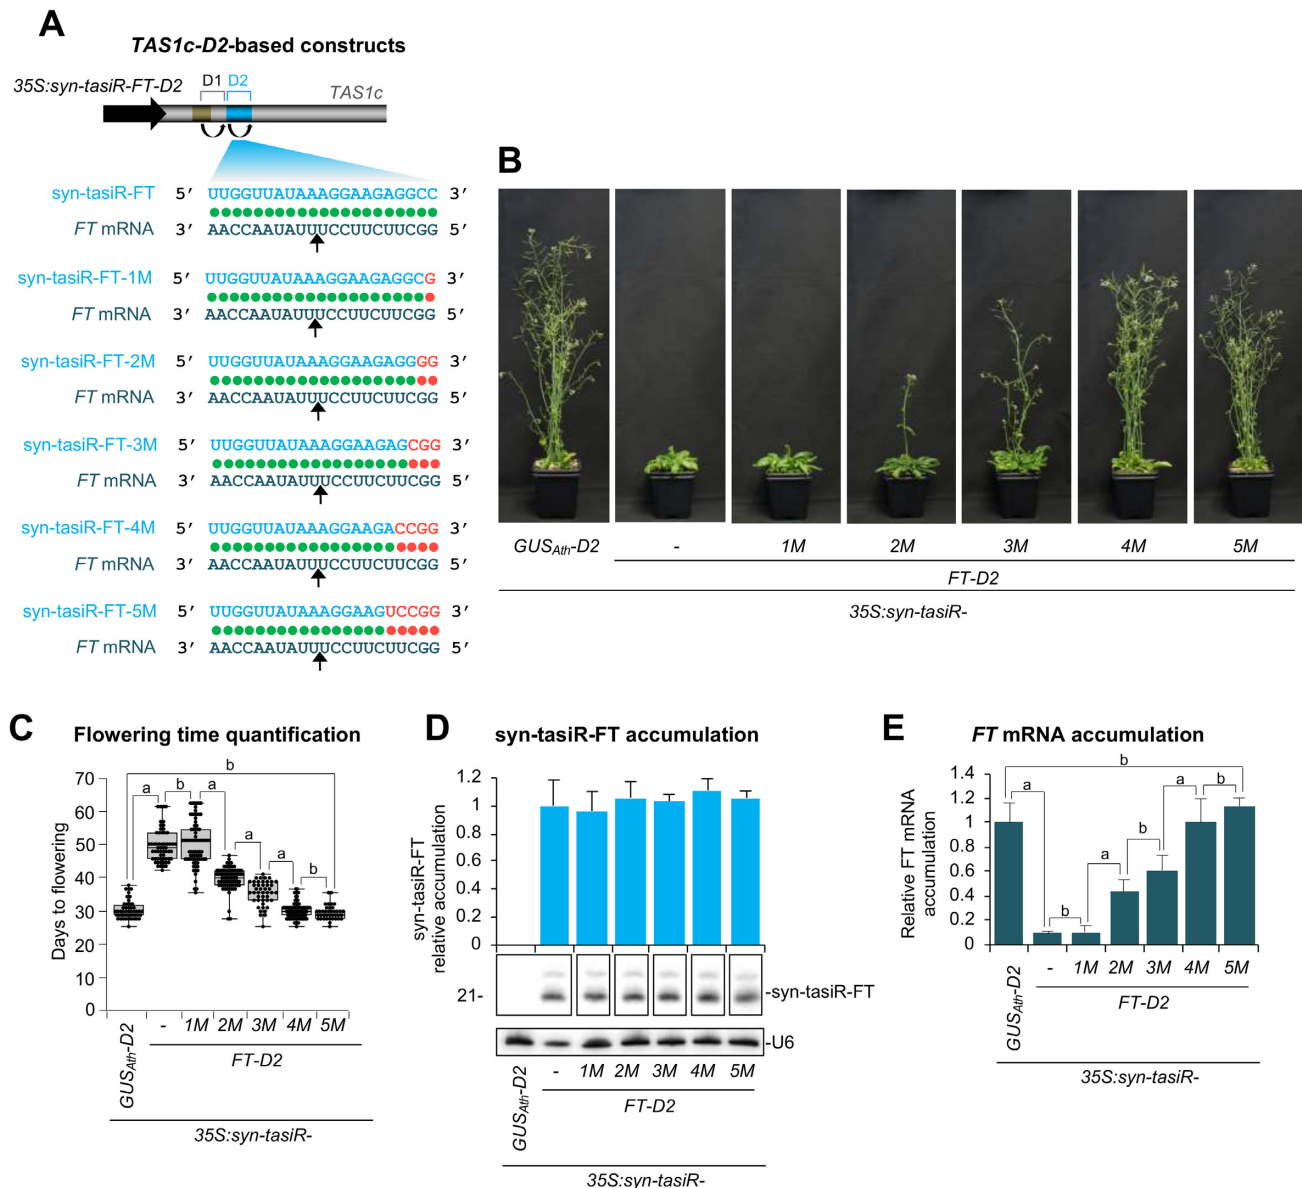 A
TAS1c-D2-based constructs
35S:syn-tasiR-FT-D2
D1 D2
TAS1c
syn-tasiR-FT 5′ UUGGUUAUAAAGGAAGAGGCC 3′
FT mRNA 3′ AACCAAUAUUUCCUUCUUCGG 5′
syn-tasiR-FT-1M 5′ UUGGUUAUAAAGGAAGAGGCG 3′
FT mRNA 3′ AACCAAUAUUUCCUUCUUCGG 5′
syn-tasiR-FT-2M 5′ UUGGUUAUAAAGGAAGAGGGG 3′
FT mRNA 3′ AACCAAUAUUUCCUUCUUCGG 5′
syn-tasiR-FT-3M 5′ UUGGUUAUAAAGGAAGAGCGG 3′
FT mRNA 3′ AACCAAUAUUUCCUUCUUCGG 5′
syn-tasiR-FT-4M 5′ UUGGUUAUAAAGGAAGACCGG 3′
FT mRNA 3′ AACCAAUAUUUCCUUCUUCGG 5′
syn-tasiR-FT-5M 5′ UUGGUUAUAAAGGAAGUCCGG 3′
FT mRNA 3′ AACCAAUAUUUCCUUCUUCGG 5′
B
GUSAth-D2 - 1M 2M 3M 4M 5M
FT-D2
35S:syn-tasiR-
C
Flowering time quantification
b
a b a a a b
Days to flowering
70
60
50
40
30
20
10
0
GUSAth-D2 - 1M 2M 3M 4M 5M
FT-D2
35S:syn-tasiR-
D
syn-tasiR-FT accumulation
syn-tasiR-FT
relative accumulation
1.2
1
0.8
0.6
0.4
0.2
0
21- -syn-tasiR-FT
-U6
GUSAth-D2 - 1M 2M 3M 4M 5M
FT-D2
35S:syn-tasiR-
E
FT mRNA accumulation
b
a b a b a b
Relative FT mRNA
accumulation
1.4
1.2
1
0.8
0.6
0.4
0.2
0
GUSAth-D2 - 1M 2M 3M 4M 5M
FT-D2
35S:syn-tasiR-